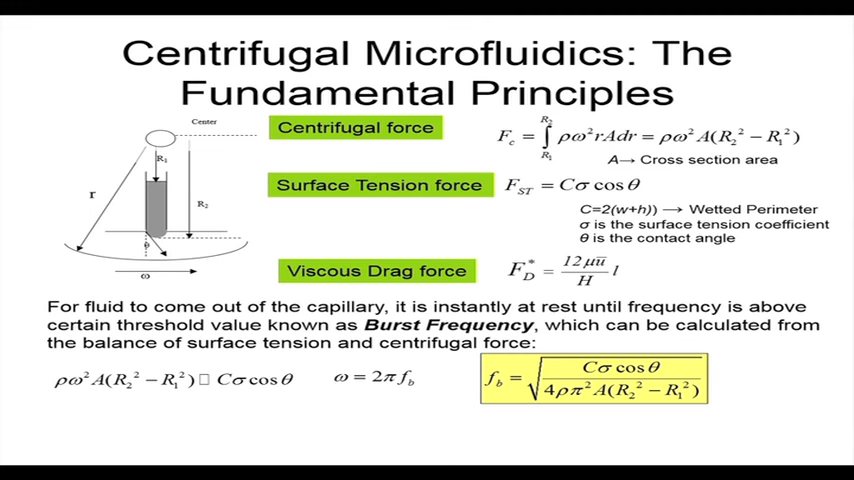 Centrifugal Microfluidics: The
Fundamental Principles
Center
R₁
r
R₂
θ
ω
Centrifugal force
F_c = ∫_{R₁}^{R₂} ρω²rAdr = ρω²A(R₂² − R₁²)
A→ Cross section area
Surface Tension force
F_ST = Cσ cos θ
C=2(w+h)) → Wetted Perimeter
σ is the surface tension coefficient
θ is the contact angle
Viscous Drag force
F_D^* = 12μū/H l
For fluid to come out of the capillary, it is instantly at rest until frequency is above
certain threshold value known as Burst Frequency, which can be calculated from
the balance of surface tension and centrifugal force:
ρω²A(R₂² − R₁²) □ Cσ cos θ
ω = 2π f_b
f_b = √(Cσ cos θ / 4ρπ²A(R₂² − R₁²))